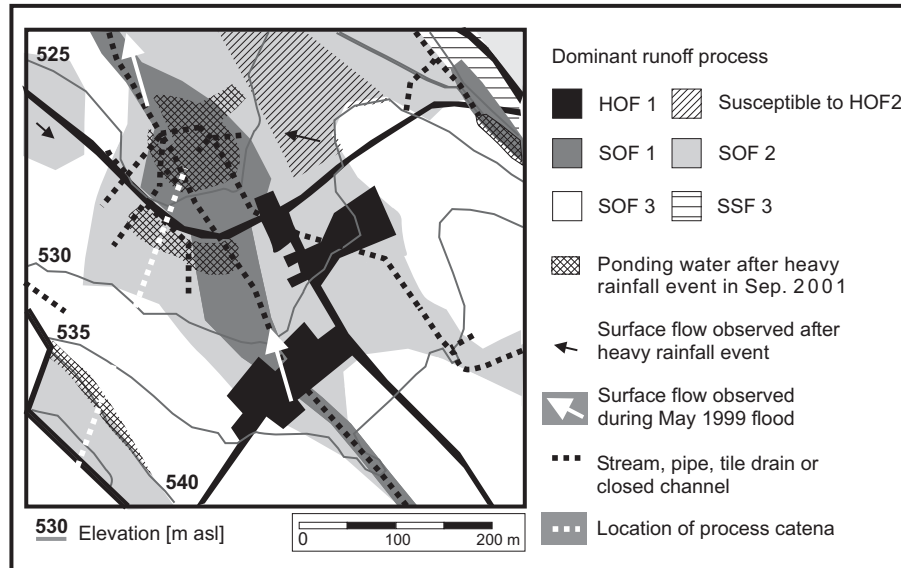 525
530
535
540
530 Elevation [m asl]
0 100 200 m
Dominant runoff process
HOF 1
Susceptible to HOF2
SOF 1
SOF 2
SOF 3
SSF 3
Ponding water after heavy
rainfall event in Sep. 2001
Surface flow observed after
heavy rainfall event
Surface flow observed
during May 1999 flood
Stream, pipe, tile drain or
closed channel
Location of process catena